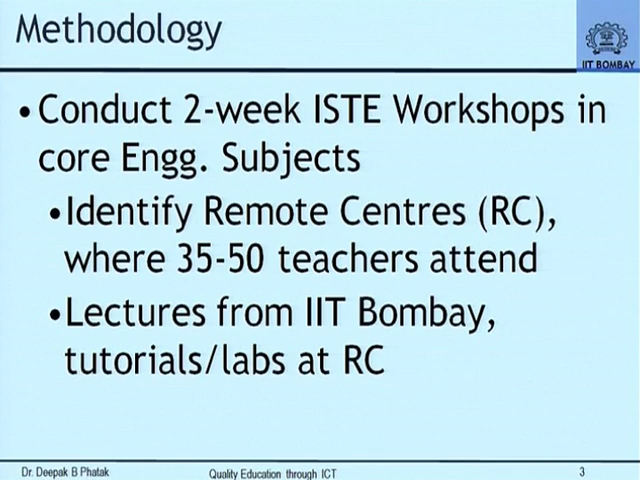 Methodology
IIT BOMBAY
• Conduct 2-week ISTE Workshops in
core Engg. Subjects
•Identify Remote Centres (RC),
where 35-50 teachers attend
•Lectures from IIT Bombay,
tutorials/labs at RC
Dr. Deepak B Phatak
Quality Education through ICT
3